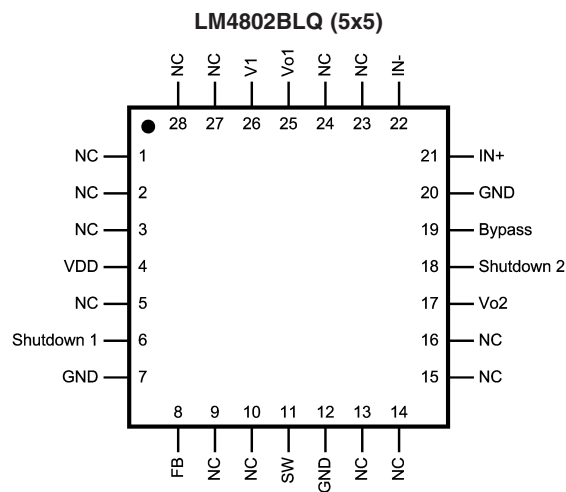 LM4802BLQ (5x5)
NC NC V1 Vo1 NC NC IN-
28 27 26 25 24 23 22
NC 1 21 IN+
NC 2 20 GND
NC 3 19 Bypass
VDD 4 18 Shutdown 2
NC 5 17 Vo2
Shutdown 1 6 16 NC
GND 7 15 NC
8 9 10 11 12 13 14
FB NC NC SW GND NC NC